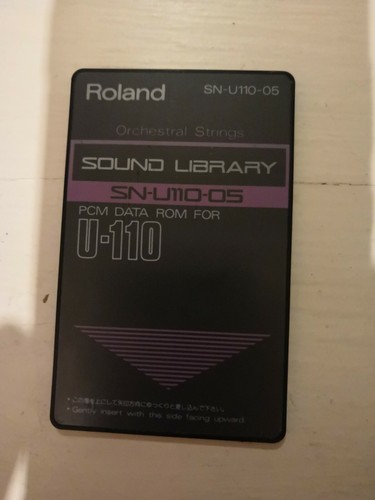 Roland SN-U110-05
Orchestral Strings
SOUND LIBRARY
SN-U110-05
PCM DATA ROM FOR
U-110
• Gently insert with this side facing upward